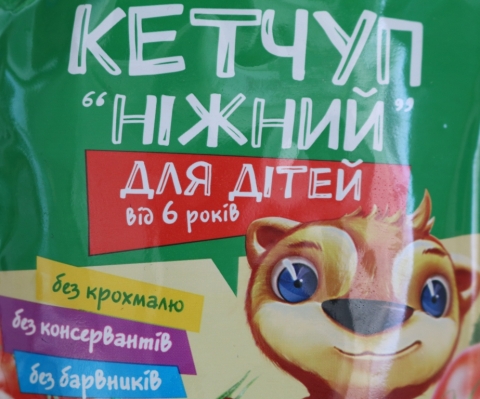 КЕТЧУП
“НІЖНИЙ”
ДЛЯ ДІТЕЙ
від 6 років
без крохмалю
без консервантів
без барвників